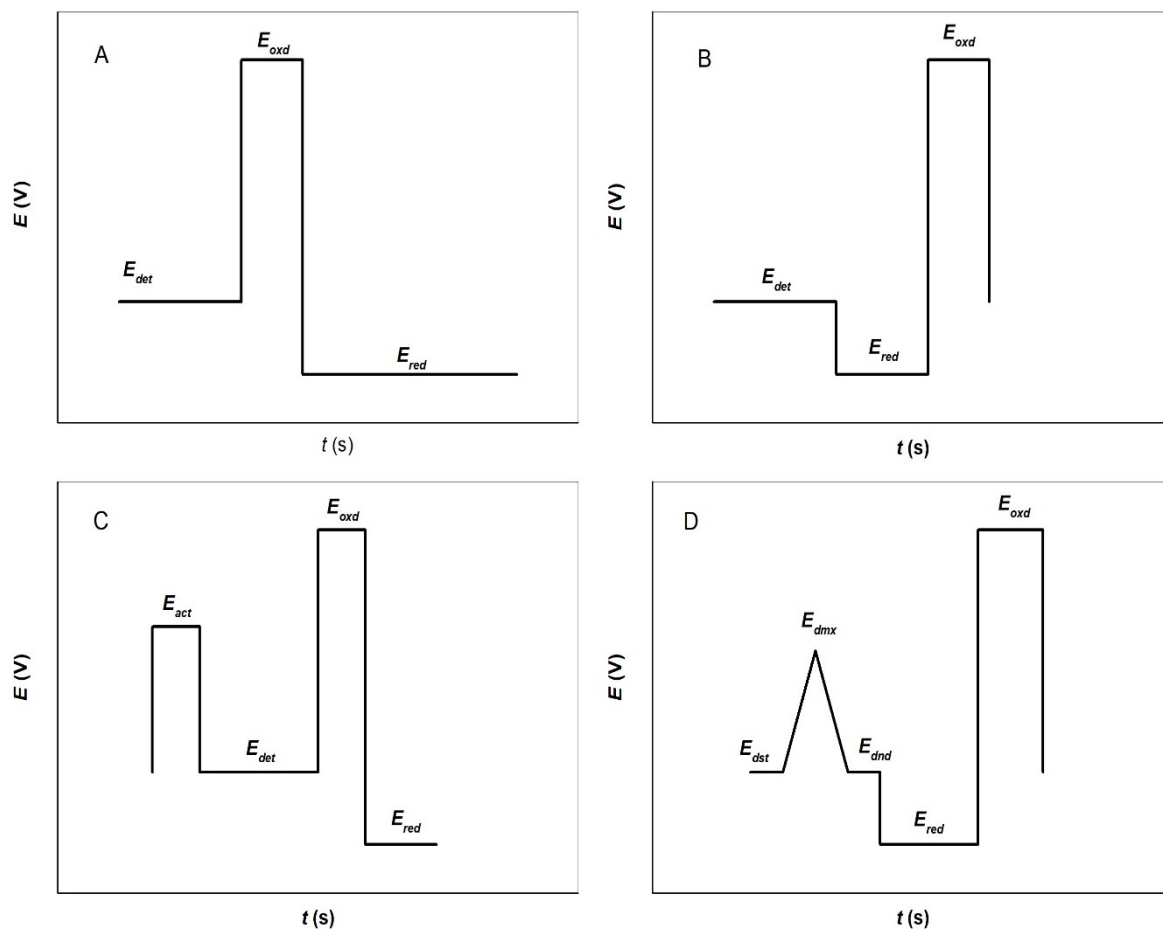 A
E_oxd
E_det
E_red
E (V)
t (s)
B
E_oxd
E_det
E_red
E (V)
t (s)
C
E_oxd
E_act
E_det
E_red
E (V)
t (s)
D
E_oxd
E_dmx
E_dst
E_dnd
E_red
E (V)
t (s)